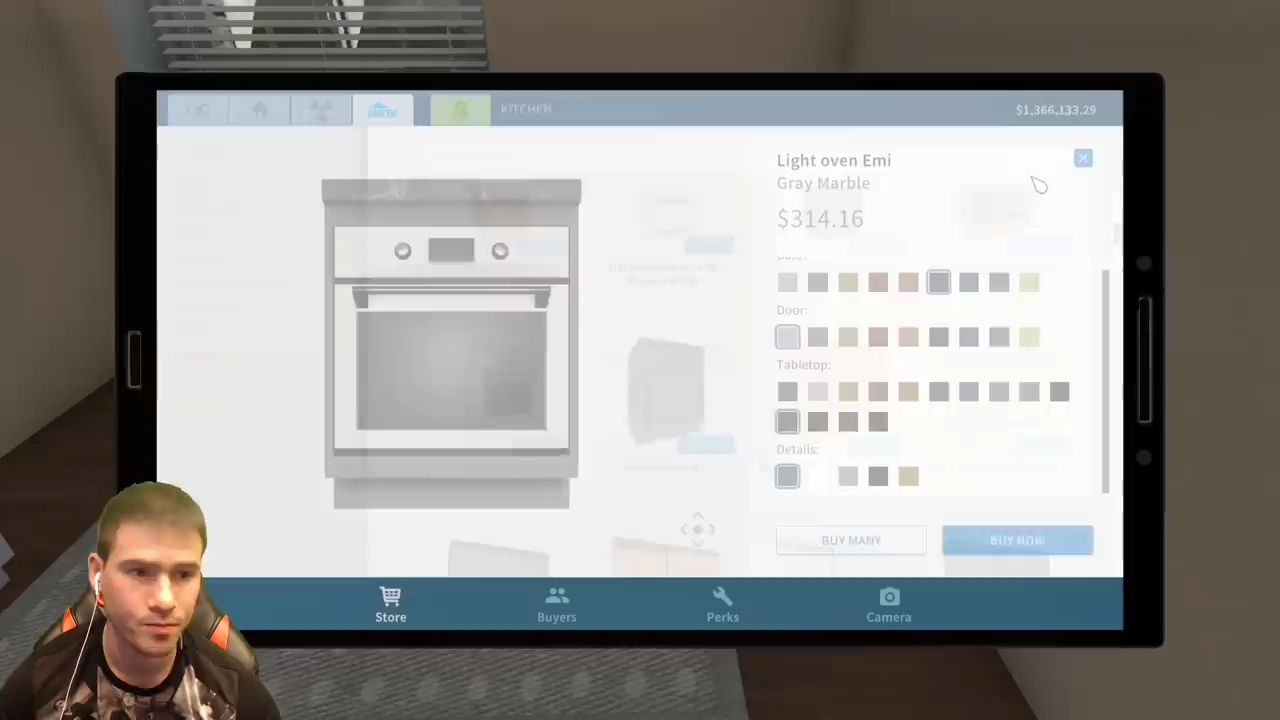 KITCHEN
$1,366,133.29
Light oven Emi
Gray Marble
$314.16
Door:
Tabletop:
Details:
BUY MANY
BUY NOW
Store
Buyers
Perks
Camera